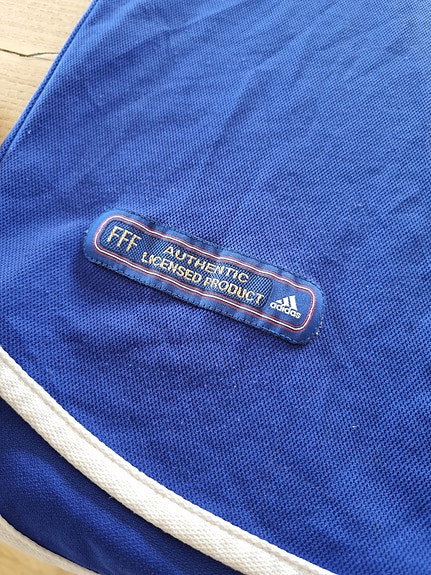 FFF
AUTHENTIC
LICENSED PRODUCT
adidas